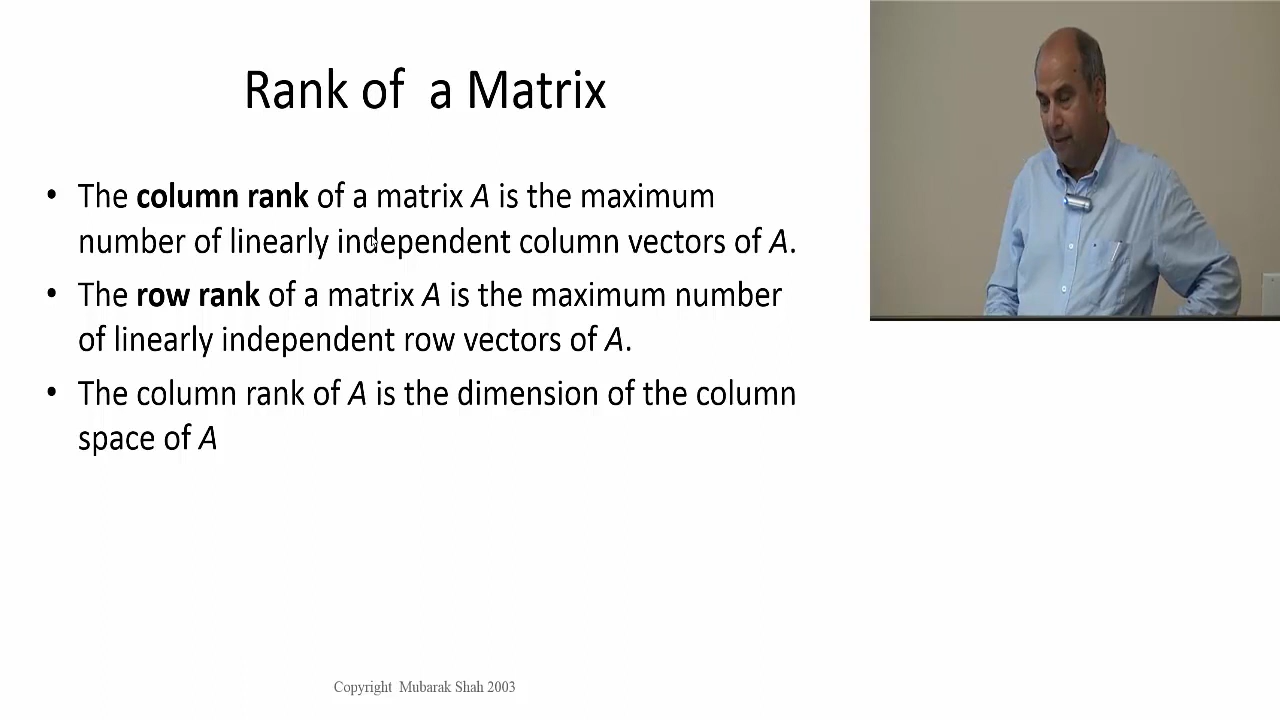 Rank of a Matrix
• The column rank of a matrix A is the maximum
number of linearly independent column vectors of A.
• The row rank of a matrix A is the maximum number
of linearly independent row vectors of A.
• The column rank of A is the dimension of the column
space of A
Copyright Mubarak Shah 2003